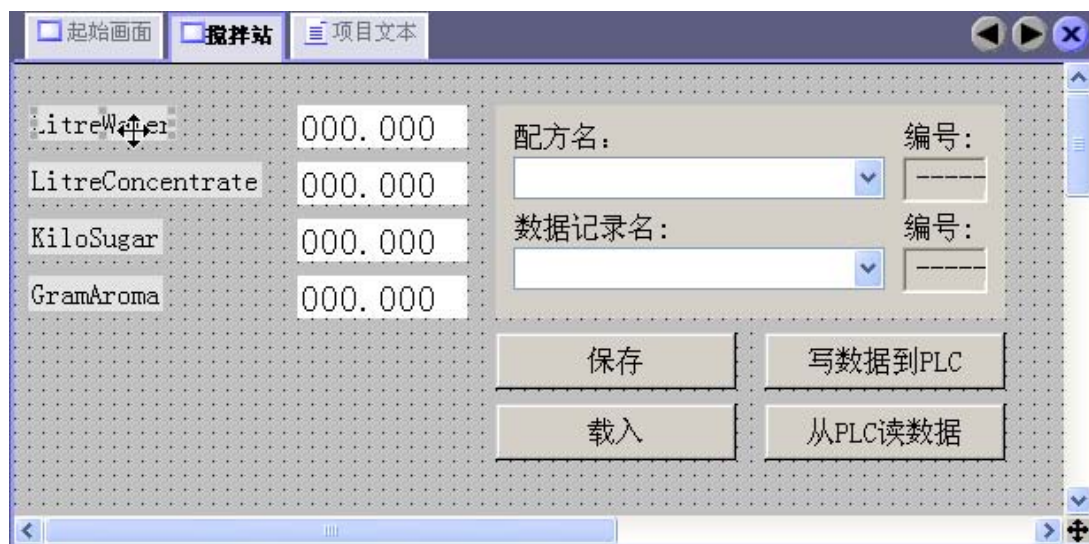 起始画面 搅拌站 项目文本
LitreWater 000.000
LitreConcentrate 000.000
KiloSugar 000.000
GramAroma 000.000
配方名: 编号:
-----
数据记录名: 编号:
-----
保存 写数据到PLC
载入 从PLC读数据